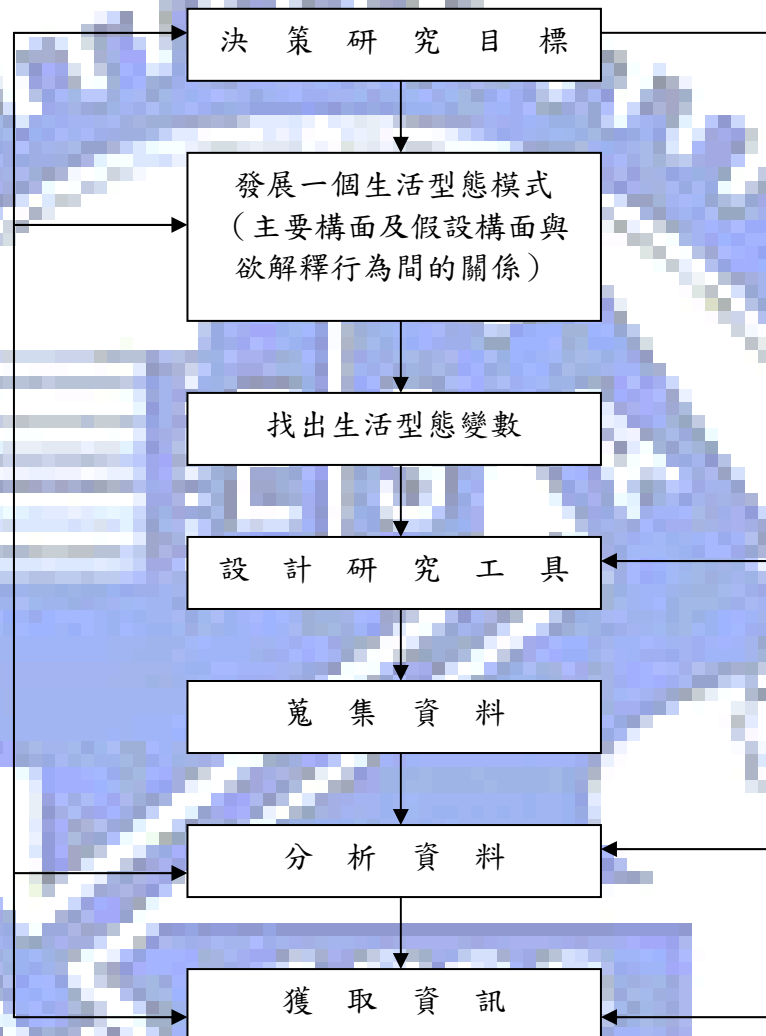 決策研究目標
發展一個生活型態模式
（主要構面及假設構面與
欲解釋行為間的關係）
找出生活型態變數
設計研究工具
蒐集資料
分析資料
獲取資訊